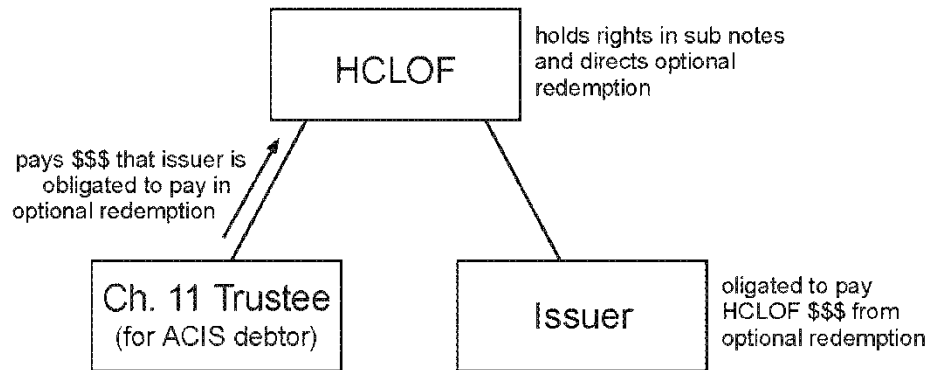 HCLOF
holds rights in sub notes
and directs optional
redemption
pays $$$ that issuer is
obligated to pay in
optional redemption
Ch. 11 Trustee
(for ACIS debtor)
Issuer
oligated to pay
HCLOF $$$ from
optional redemption